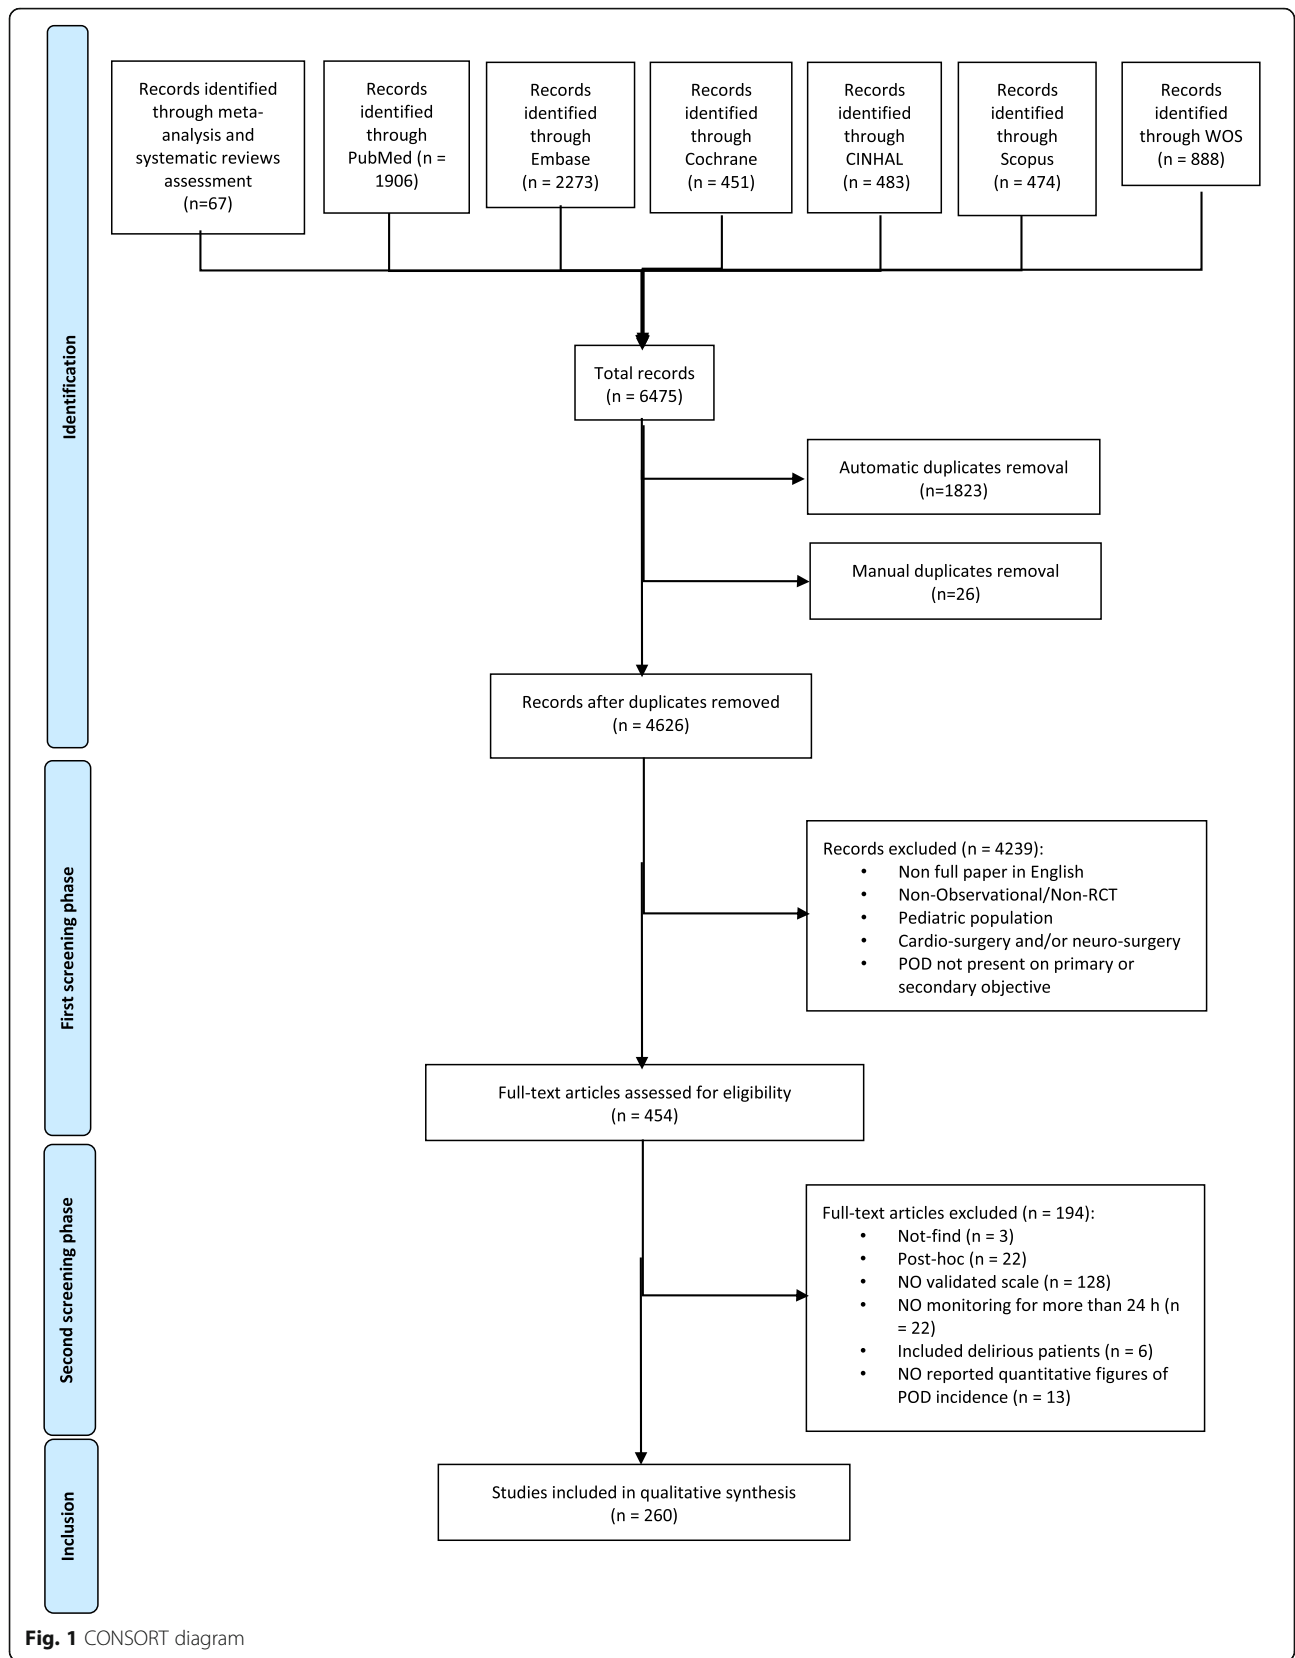 Identification
Records identified
through meta-
analysis and
systematic reviews
assessment
(n=67)
Records
identified
through
PubMed (n =
1906)
Records
identified
through
Embase
(n = 2273)
Records
identified
through
Cochrane
(n = 451)
Records
identified
through
CINHAL
(n = 483)
Records
identified
through
Scopus
(n = 474)
Records
identified
through WOS
(n = 888)
Total records
(n = 6475)
Automatic duplicates removal
(n=1823)
Manual duplicates removal
(n=26)
Records after duplicates removed
(n = 4626)
First screening phase
Records excluded (n = 4239):
• Non full paper in English
• Non-Observational/Non-RCT
• Pediatric population
• Cardio-surgery and/or neuro-surgery
• POD not present on primary or
secondary objective
Full-text articles assessed for eligibility
(n = 454)
Second screening phase
Full-text articles excluded (n = 194):
• Not-find (n = 3)
• Post-hoc (n = 22)
• NO validated scale (n = 128)
• NO monitoring for more than 24 h (n
= 22)
• Included delirious patients (n = 6)
• NO reported quantitative figures of
POD incidence (n = 13)
Inclusion
Studies included in qualitative synthesis
(n = 260)
Fig. 1 CONSORT diagram